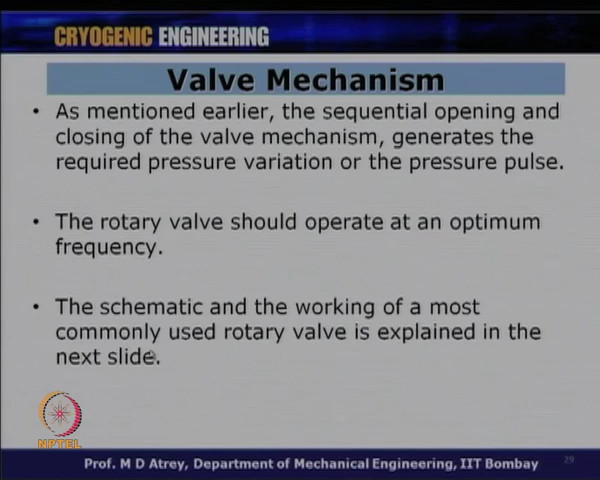 CRYOGENIC ENGINEERING
Valve Mechanism
• As mentioned earlier, the sequential opening and
closing of the valve mechanism, generates the
required pressure variation or the pressure pulse.
• The rotary valve should operate at an optimum
frequency.
• The schematic and the working of a most
commonly used rotary valve is explained in the
next slide.
NPTEL
Prof. M D Atrey, Department of Mechanical Engineering, IIT Bombay
29